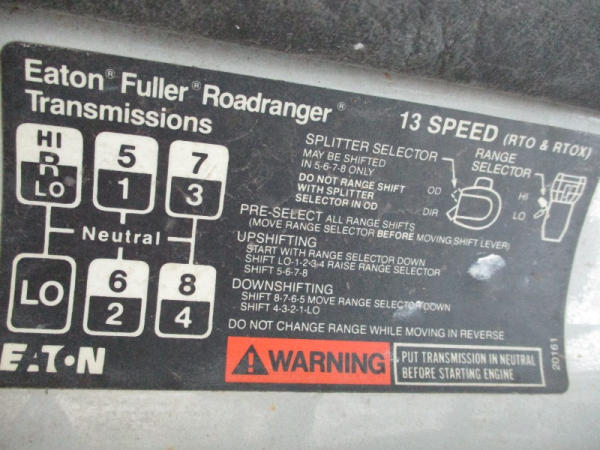 Eaton® Fuller® Roadranger®
Transmissions
13 SPEED (RTO & RTOX)
HI
R
LO
5
1
7
3
Neutral
LO
6
2
8
4
SPLITTER SELECTOR
MAY BE SHIFTED
IN 5-6-7-8 ONLY
DO NOT RANGE SHIFT
WITH SPLITTER
SELECTOR IN OD
OD
DIR
RANGE
SELECTOR
HI
LO
PRE-SELECT ALL RANGE SHIFTS
(MOVE RANGE SELECTOR BEFORE MOVING SHIFT LEVER)
UPSHIFTING
START WITH RANGE SELECTOR DOWN
SHIFT LO-1-2-3-4 RAISE RANGE SELECTOR
SHIFT 5-6-7-8
DOWNSHIFTING
SHIFT 8-7-6-5 MOVE RANGE SELECTOR DOWN
SHIFT 4-3-2-1-LO
DO NOT CHANGE RANGE WHILE MOVING IN REVERSE
EATON
WARNING
PUT TRANSMISSION IN NEUTRAL
BEFORE STARTING ENGINE
20161